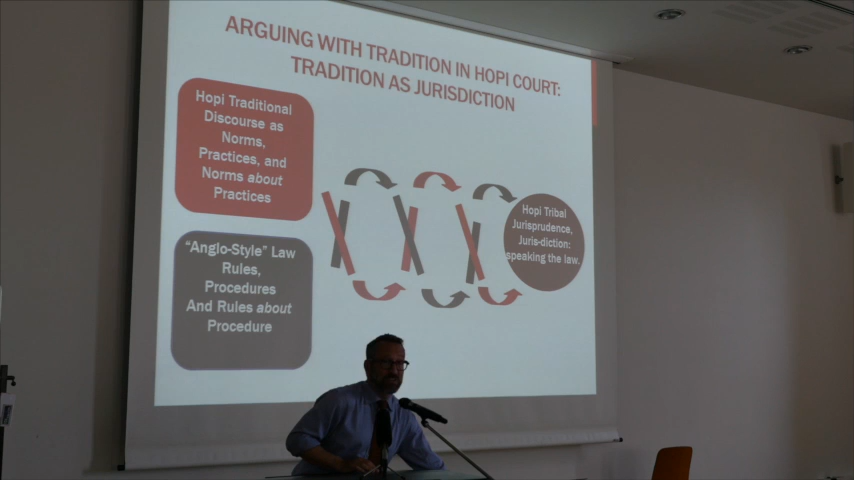 ARGUING WITH TRADITION IN HOPI COURT:
TRADITION AS JURISDICTION
Hopi Traditional
Discourse as
Norms,
Practices, and
Norms about
Practices
"Anglo-Style" Law
Rules,
Procedures
And Rules about
Procedure
Hopi Tribal
Jurisprudence,
Juris-diction:
speaking the law.